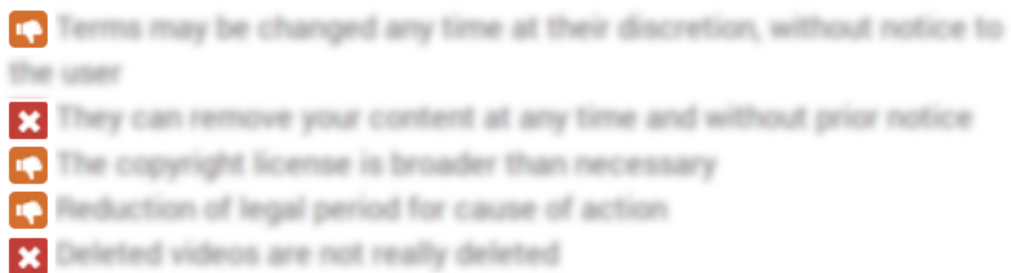 Terms may be changed any time at their discretion, without notice to
the user
They can remove your content at any time and without prior notice
The copyright license is broader than necessary
Reduction of legal period for cause of action
Deleted videos are not really deleted